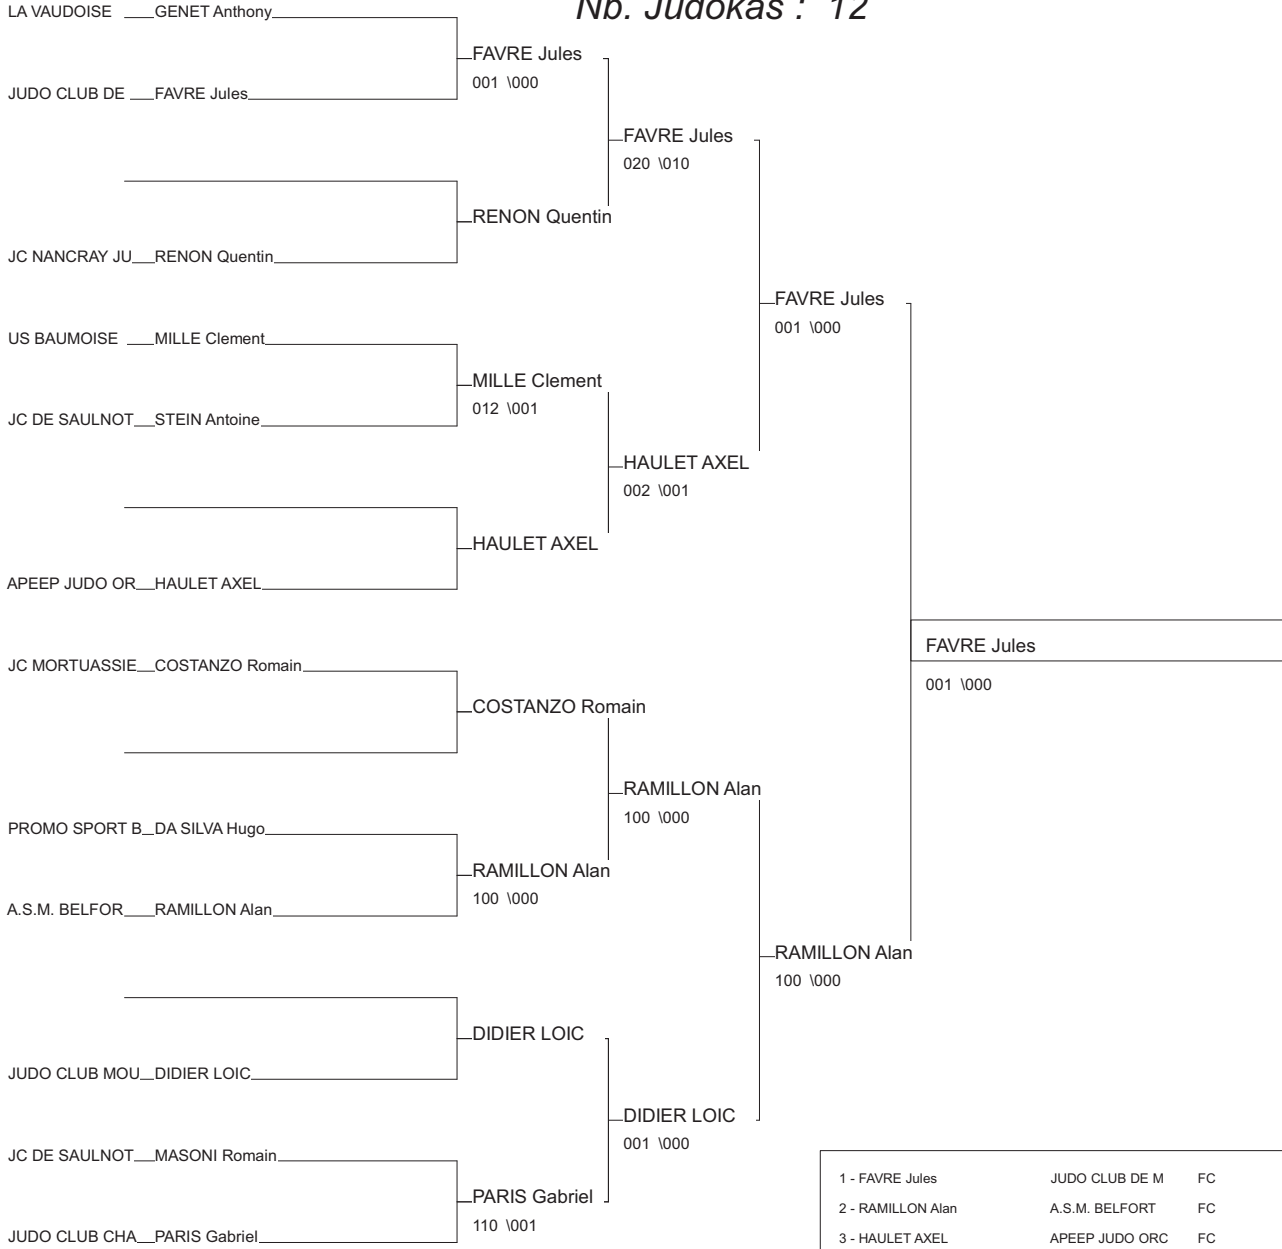 Nb. Judokas : 12
LA VAUDOISE GENET Anthony
FAVRE Jules
001 \000
JUDO CLUB DE FAVRE Jules
FAVRE Jules
020 \010
RENON Quentin
JC NANCRAY JU RENON Quentin
FAVRE Jules
001 \000
US BAUMOISE MILLE Clement
MILLE Clement
012 \001
JC DE SAULNOT STEIN Antoine
HAULET AXEL
002 \001
HAULET AXEL
APEEP JUDO OR HAULET AXEL
FAVRE Jules
001 \000
JC MORTUASSIE COSTANZO Romain
COSTANZO Romain
RAMILLON Alan
100 \000
PROMO SPORT B DA SILVA Hugo
RAMILLON Alan
100 \000
A.S.M. BELFOR RAMILLON Alan
RAMILLON Alan
100 \000
DIDIER LOIC
JUDO CLUB MOU DIDIER LOIC
DIDIER LOIC
001 \000
JC DE SAULNOT MASONI Romain
PARIS Gabriel
110 \001
JUDO CLUB CHA PARIS Gabriel
1 - FAVRE Jules JUDO CLUB DE M FC
2 - RAMILLON Alan A.S.M. BELFORT FC
3 - HAULET AXEL APEEP JUDO ORC FC